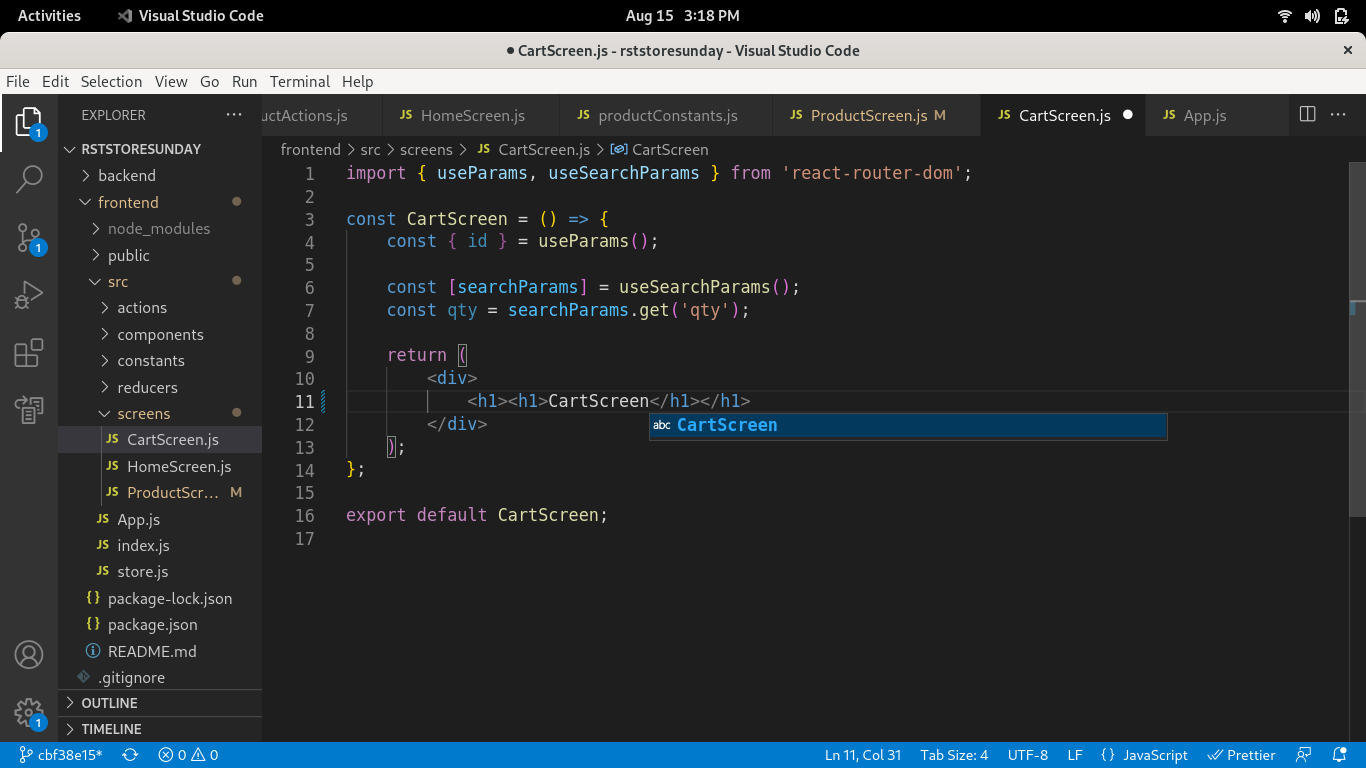 Activities Visual Studio Code Aug 15 3:18 PM
● CartScreen.js - rststoresunday - Visual Studio Code ×
File Edit Selection View Go Run Terminal Help
EXPLORER ··· uctActions.js JS HomeScreen.js JS productConstants.js JS ProductScreen.js M JS CartScreen.js ● JS App.js ···
frontend > src > screens > JS CartScreen.js > CartScreen
RSTSTORESUNDAY
backend
frontend
node_modules
public
src
actions
components
constants
reducers
screens
JS CartScreen.js
JS HomeScreen.js
JS ProductScr... M
JS App.js
JS index.js
JS store.js
{} package-lock.json
{} package.json
README.md
.gitignore
OUTLINE
TIMELINE
1
1
1
1 import { useParams, useSearchParams } from 'react-router-dom';
2
3 const CartScreen = () => {
4 const { id } = useParams();
5
6 const [searchParams] = useSearchParams();
7 const qty = searchParams.get('qty');
8
9 return (
10 <div>
11 <h1><h1>CartScreen</h1></h1>
abc CartScreen
12 </div>
13 );
14 };
15
16 export default CartScreen;
17
cbf38e15* 0 0 Ln 11, Col 31 Tab Size: 4 UTF-8 LF {} JavaScript Prettier